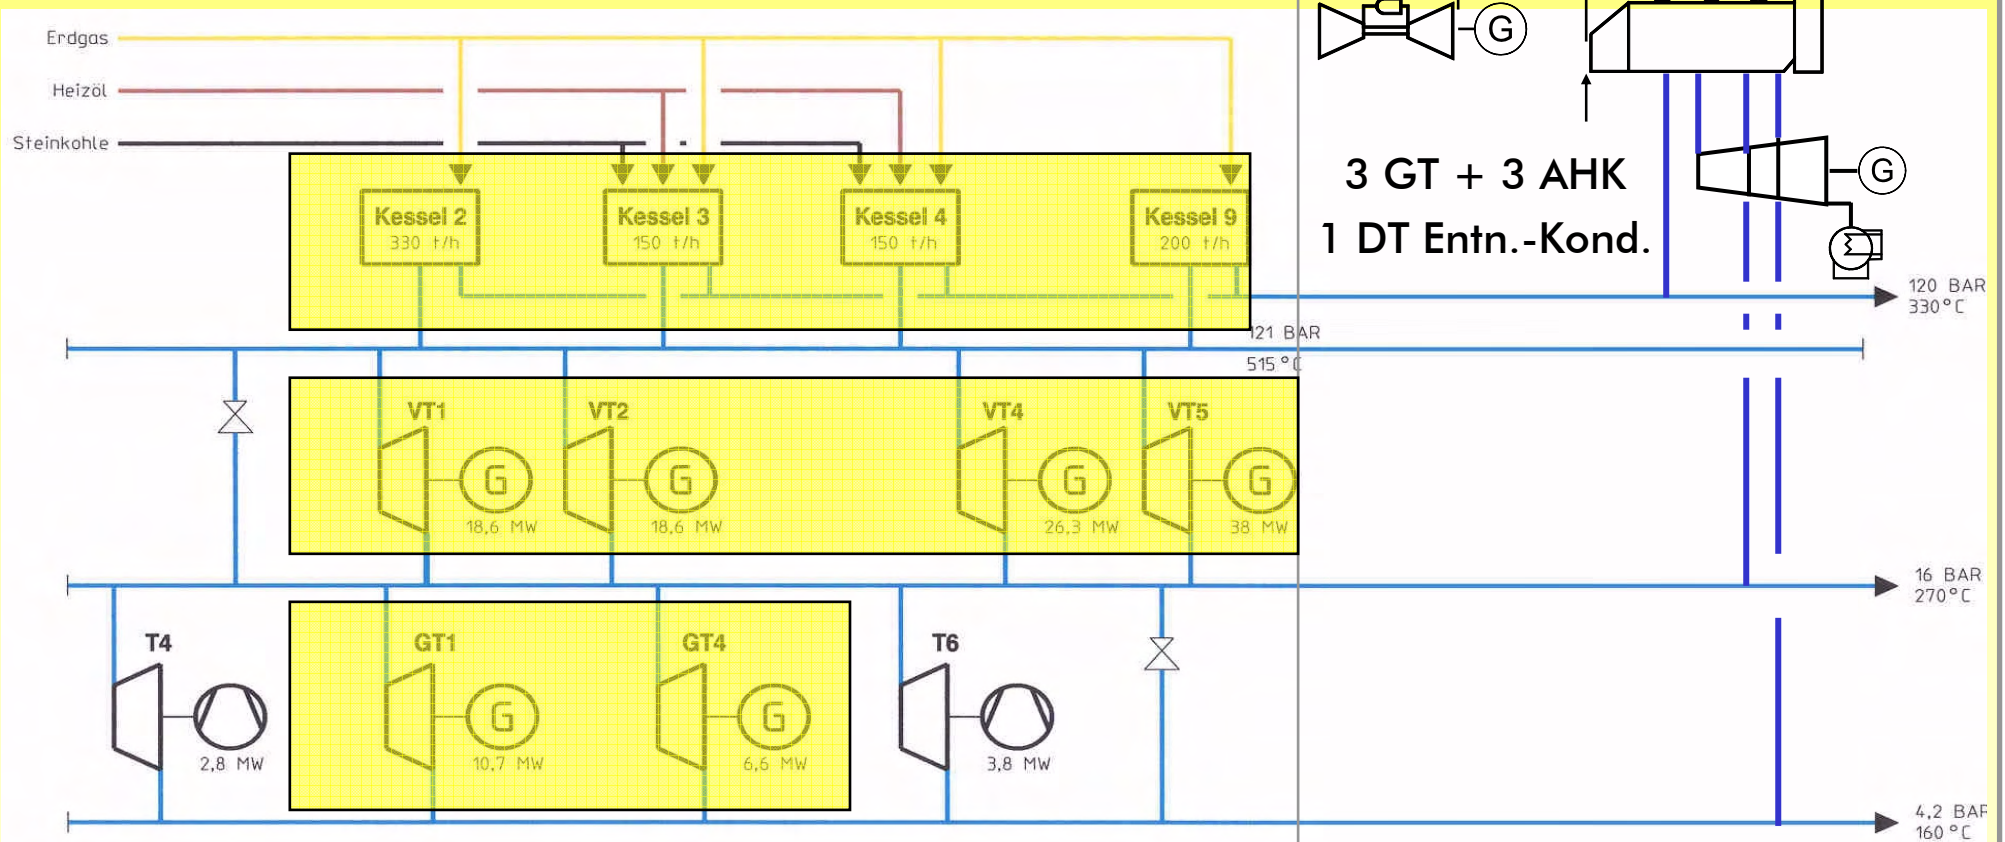 Erdgas
Heizöl
Steinkohle
G
G
3 GT + 3 AHK
1 DT Entn.-Kond.
Kessel 2
330 t/h
Kessel 3
150 t/h
Kessel 4
150 t/h
Kessel 9
200 t/h
120 BAR
330°C
121 BAR
515°C
VT1
G
18,6 MW
VT2
G
18,6 MW
VT4
G
26,3 MW
VT5
G
38 MW
16 BAR
270°C
T4
2,8 MW
GT1
G
10,7 MW
GT4
G
6,6 MW
T6
3,8 MW
4,2 BAR
160°C